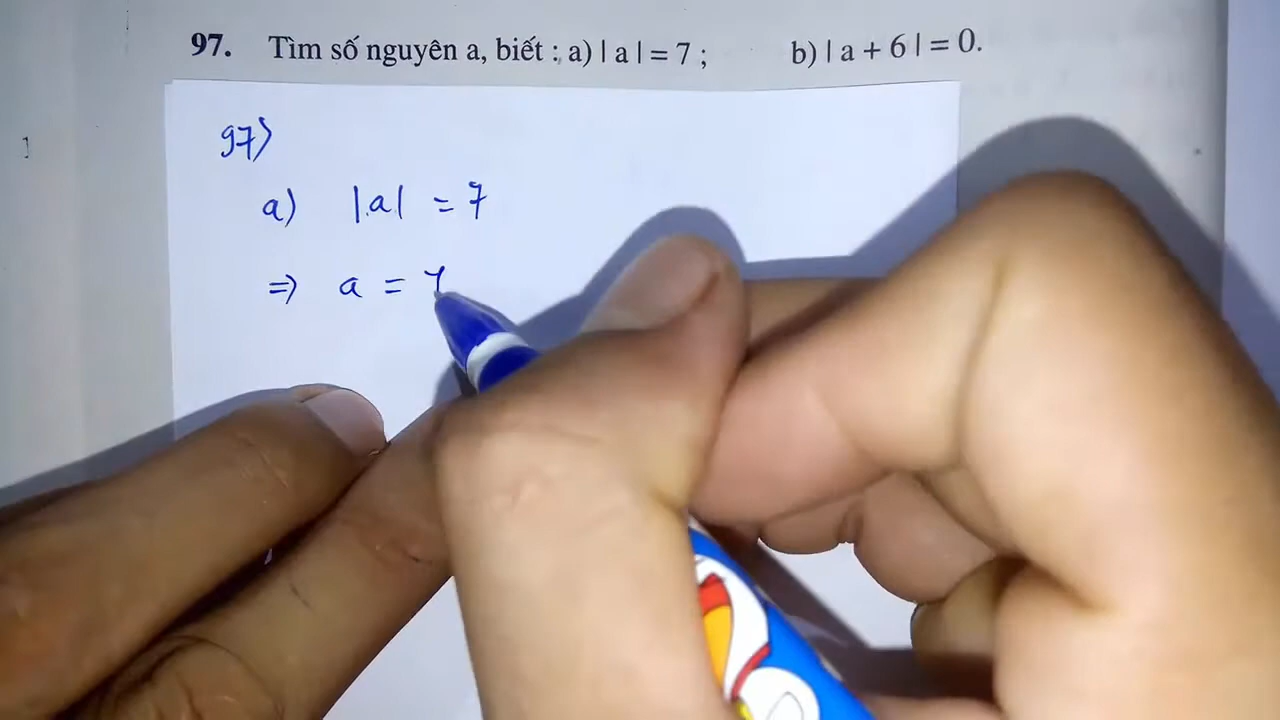 97. Tìm số nguyên a, biết : a) | a | = 7 ; b) | a + 6 | = 0.
97)
a) |a| = 7
⇒ a = 7